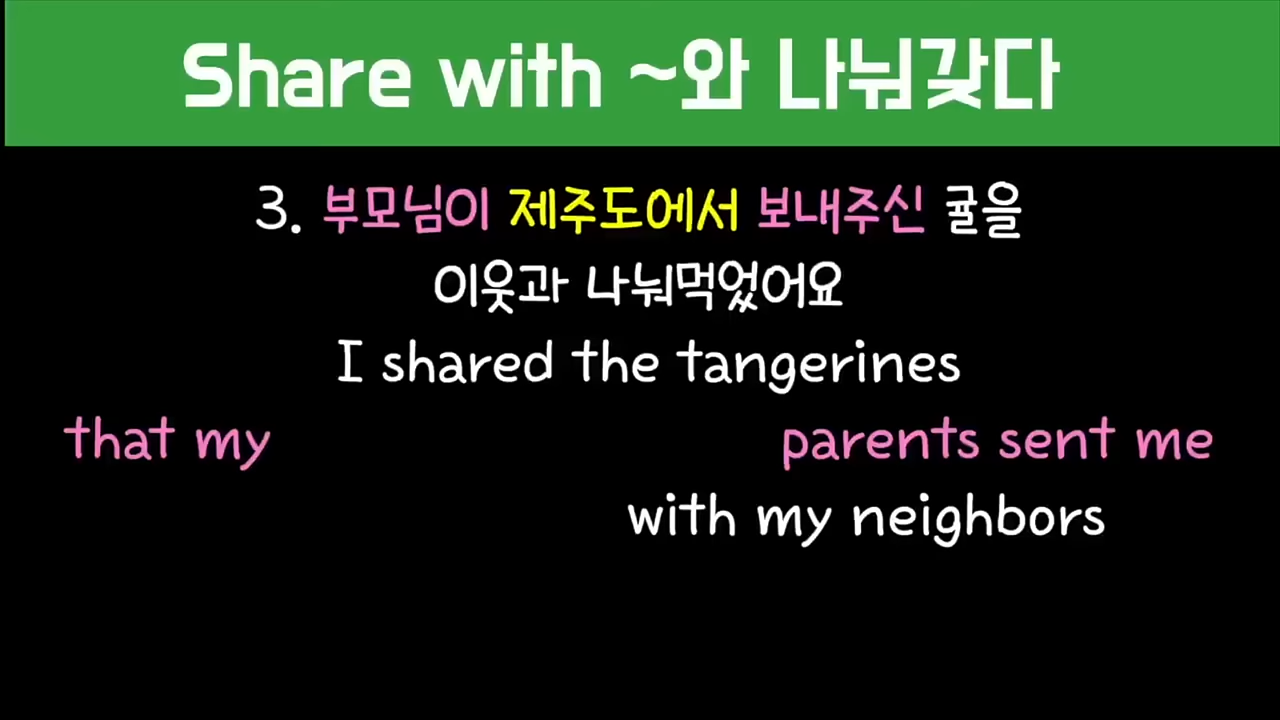 Share with ~와 나눠갖다
3. 부모님이 제주도에서 보내주신 귤을
이웃과 나눠먹었어요
I shared the tangerines
that my parents sent me
with my neighbors